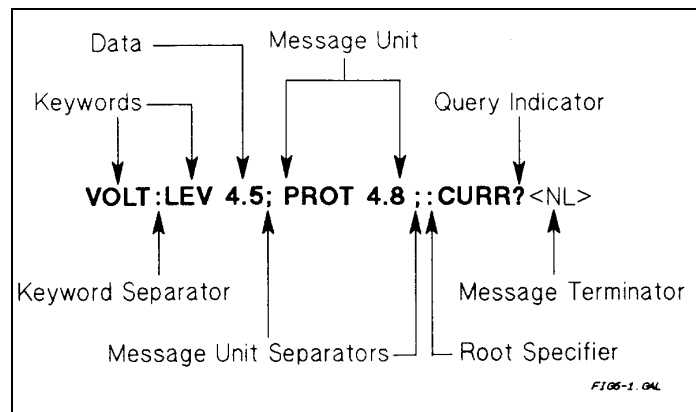 Data
Message Unit
Keywords
Query Indicator
VOLT:LEV 4.5; PROT 4.8 ;:CURR?<NL>
Keyword Separator
Message Terminator
Message Unit Separators
Root Specifier
FIG6-1.GAL